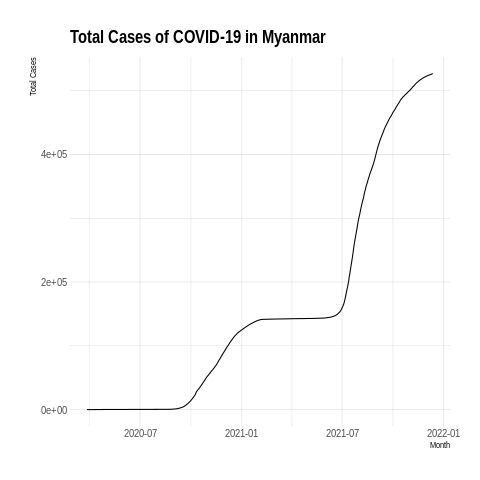 Total Cases of COVID-19 in Myanmar
Total Cases
4e+05
2e+05
0e+00
2020-07 2021-01 2021-07 2022-01
Month